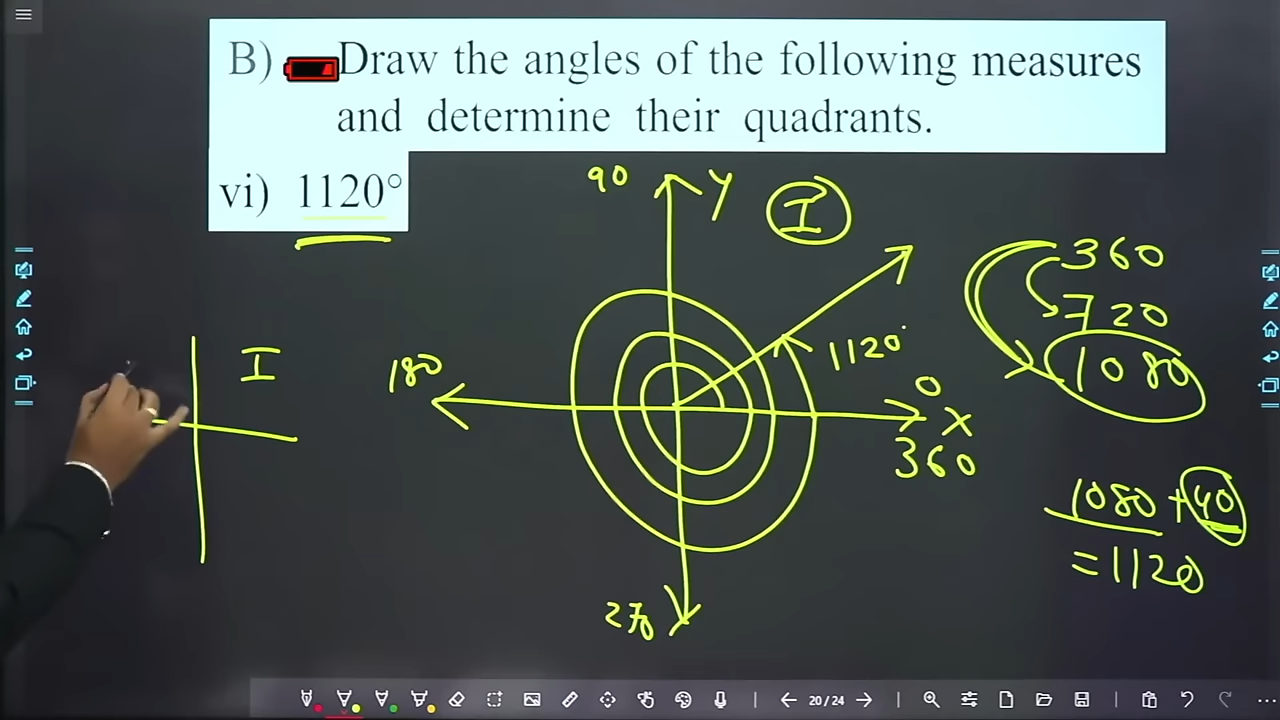 B) Draw the angles of the following measures
and determine their quadrants.
vi) 1120°
90
Y
I
360
720
1080
1120°
I
180
0
X
360
1080 + 40
= 1120
270
20/24